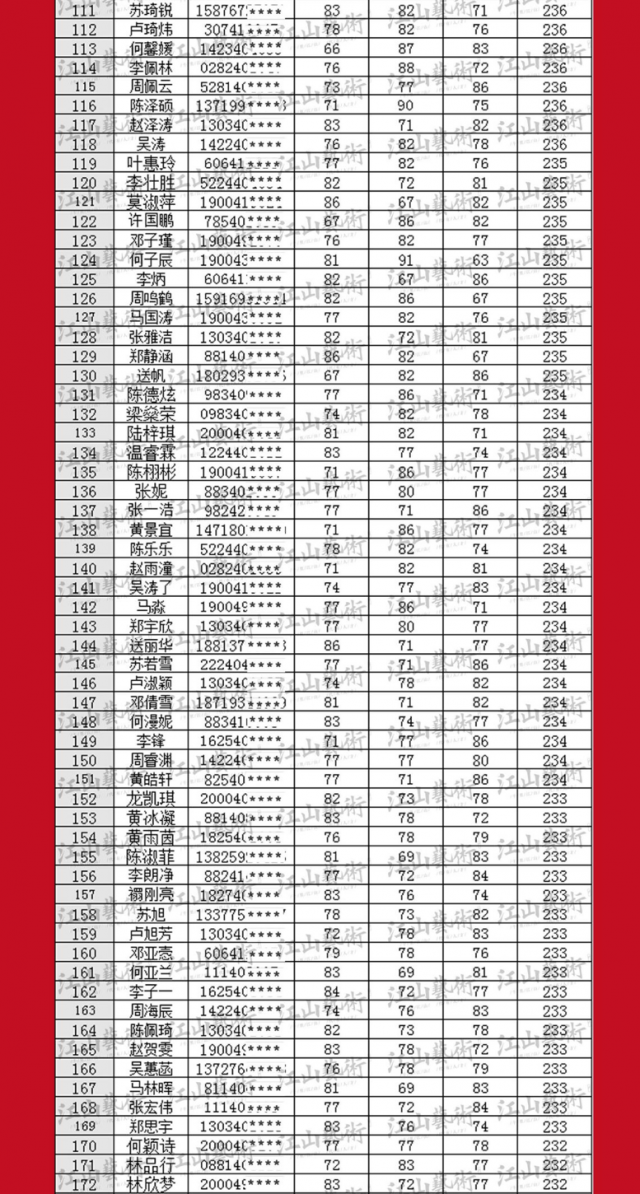 111 苏琦锐 158767**** 83 82 71 236
112 卢琦炜 30741**** 78 82 76 236
113 何馨媛 142340**** 66 87 83 236
114 李佩林 028240**** 76 88 72 236
115 周佩云 528140**** 73 77 86 236
116 陈泽硕 137199****3 71 90 75 236
117 赵泽涛 130340**** 83 71 82 236
118 吴涛 142240**** 76 82 78 236
119 叶惠玲 60641**** 77 82 76 235
120 李壮胜 522440**** 82 72 81 235
121 莫淑萍 190041**** 86 67 82 235
122 许国鹏 78540**** 67 86 82 235
123 邓子瑾 19004**** 76 82 77 235
124 何子辰 190043**** 81 91 63 235
125 李炳 60641**** 82 67 86 235
126 周鸣鹤 159169****1 82 86 67 235
127 马国涛 190043**** 77 82 76 235
128 张雅洁 130340**** 82 72 81 235
129 郑静涵 88140**** 86 82 67 235
130 送帆 180293**** 67 82 86 235
131 陈德炫 98340**** 77 86 71 234
132 梁燊荣 098340**** 74 82 78 234
133 陆梓琪 200040**** 81 82 71 234
134 温睿霖 122440**** 83 77 74 234
135 陈栩彬 190041**** 71 86 77 234
136 张妮 88340**** 77 80 77 234
137 张一浩 98242**** 77 71 86 234
138 黄景宜 147180**** 71 86 77 234
139 陈乐乐 522440**** 78 82 74 234
140 赵雨潼 028240**** 71 82 81 234
141 吴涛了 190041**** 74 77 83 234
142 马淼 190049**** 77 86 71 234
143 郑宇欣 130340**** 77 80 77 234
144 送丽华 188137****3 86 71 77 234
145 苏若雪 222404**** 77 71 86 234
146 卢淑颖 130340**** 74 78 82 234
147 邓倩雪 187193****9 81 71 82 234
148 何漫妮 88341**** 83 74 77 234
149 李锋 162540**** 71 77 86 234
150 周睿渊 142240**** 77 77 80 234
151 黄皓轩 82540**** 77 71 86 234
152 龙凯琪 200040**** 82 73 78 233
153 黄冰凝 88140**** 83 78 72 233
154 黄雨茵 182540**** 76 78 79 233
155 陈淑菲 138259**** 81 69 83 233
156 李朗净 88241**** 77 72 84 233
157 禤刚亮 182740**** 83 76 74 233
158 苏旭 133775**** 78 73 82 233
159 卢旭芳 130340**** 72 78 83 233
160 邓亚悫 60641**** 79 78 76 233
161 何亚兰 11140**** 83 69 81 233
162 李子一 162540**** 84 72 77 233
163 周海辰 142240**** 74 76 83 233
164 陈佩琦 130340**** 82 73 78 233
165 赵贺雯 19004**** 83 78 72 233
166 吴蕙菡 137276**** 76 78 79 233
167 马林晖 81140**** 81 69 83 233
168 张宏伟 11140**** 77 72 84 233
169 郑思宇 130340**** 83 76 74 233
170 何颖诗 200040**** 77 77 78 232
171 林品行 088140**** 72 83 77 232
172 林欣梦 200049**** 83 72 77 232